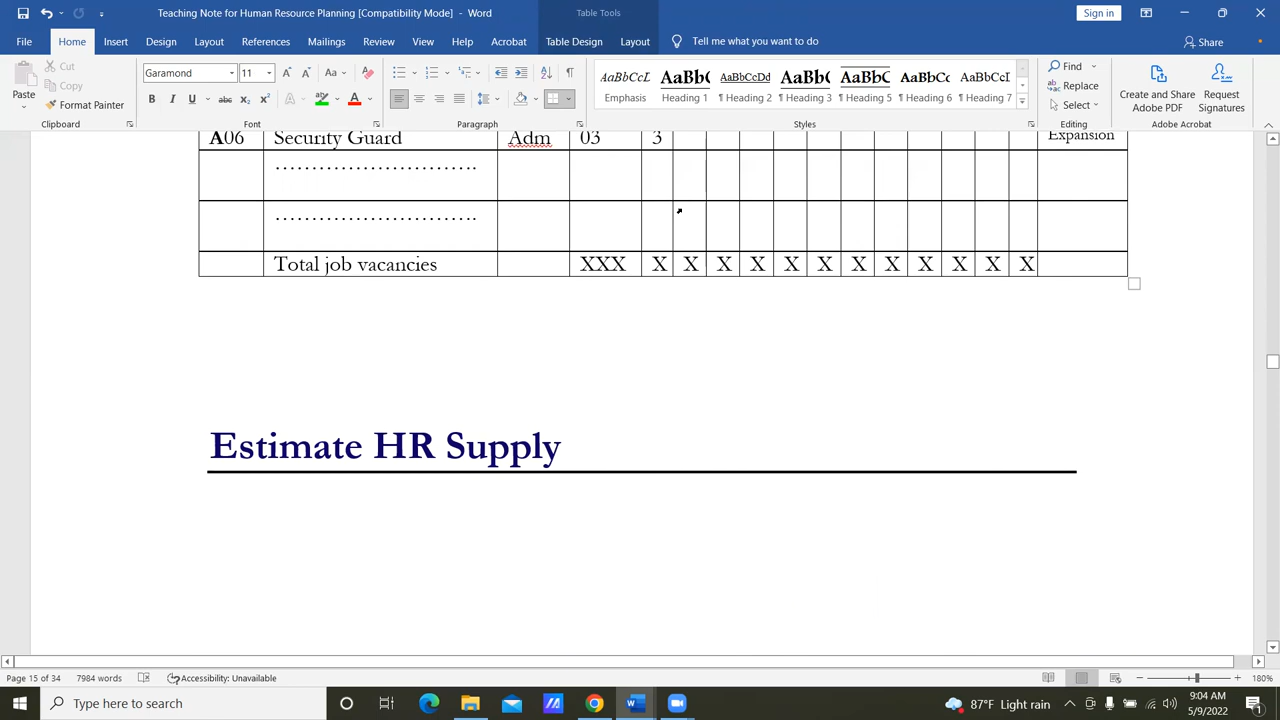 Teaching Note for Human Resource Planning [Compatibility Mode] - Word
Table Tools
Sign in
File Home Insert Design Layout References Mailings Review View Help Acrobat Table Design Layout Tell me what you want to do Share
Paste
Cut
Copy
Format Painter
Clipboard
Garamond 11
Font
Paragraph
AaBbCcL AaBbC AaBbCcDd AaBbC AaBbC AaBbCc AaBbCcD
Emphasis Heading 1 ¶ Heading 2 Heading 3 ¶ Heading 5 ¶ Heading 6 ¶ Heading 7
Styles
Find
Replace
Select
Editing
Create and Share Adobe PDF
Request Signatures
Adobe Acrobat
A06 Security Guard Adm 03 3 Expansion
............................
............................
Total job vacancies XXX X X X X X X X X X X X X
Estimate HR Supply
Page 15 of 34 7984 words Accessibility: Unavailable 180%
Type here to search
87°F Light rain
9:04 AM
5/9/2022